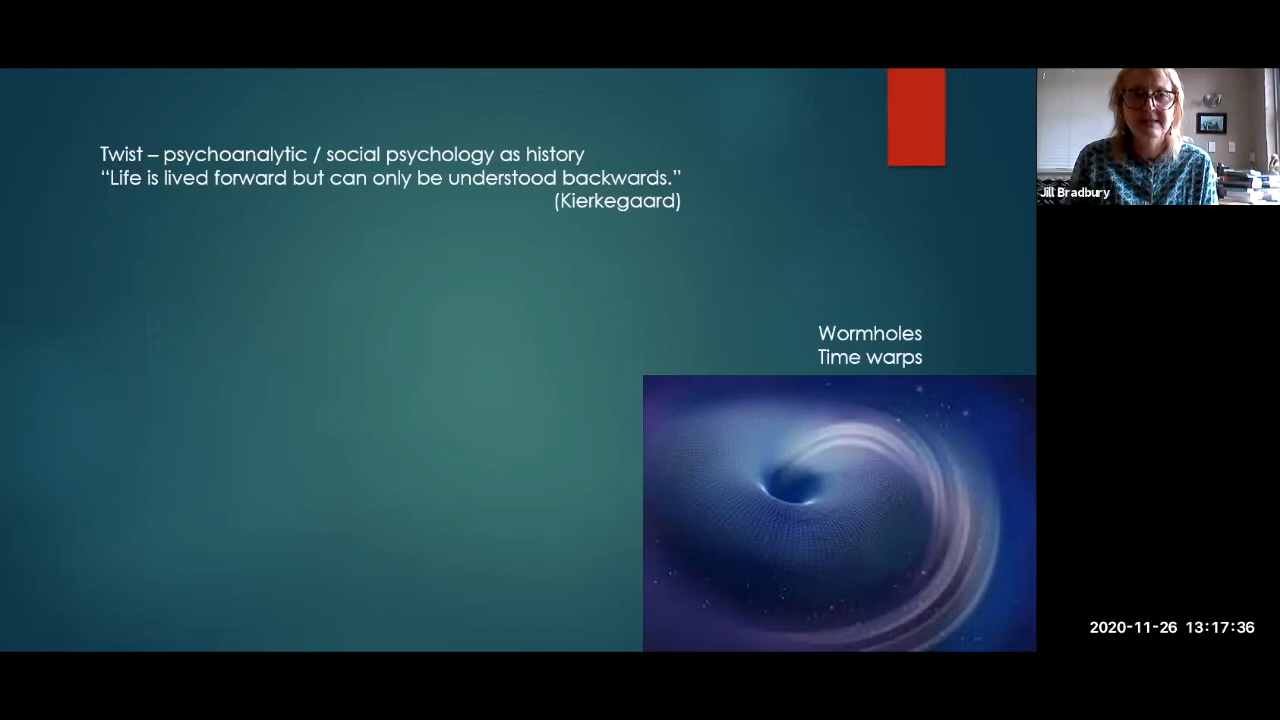 Twist – psychoanalytic / social psychology as history
“Life is lived forward but can only be understood backwards.”
(Kierkegaard)
Wormholes
Time warps
Jill Bradbury
2020-11-26 13:17:36